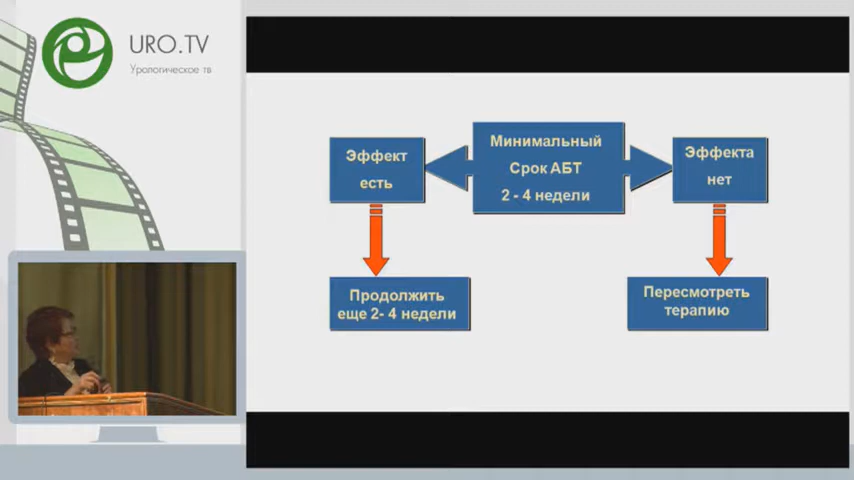 URO.TV
Урологическое тв
Минимальный
Срок АБТ
2 - 4 недели
Эффект
есть
Эффекта
нет
Продолжить
еще 2- 4 недели
Пересмотреть
терапию